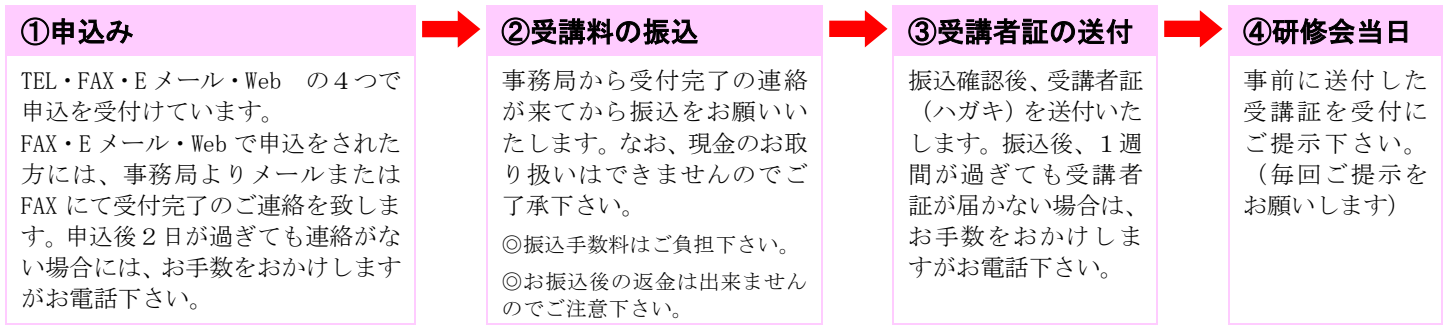 ①申込み
TEL・FAX・Eメール・Web　の４つで
申込を受付けています。
FAX・Eメール・Webで申込をされた
方には、事務局よりメールまたは
FAXにて受付完了のご連絡を致しま
す。申込後２日が過ぎても連絡がな
い場合には、お手数をおかけします
がお電話下さい。
②受講料の振込
事務局から受付完了の連絡
が来てから振込をお願いい
たします。なお、現金のお取
り扱いはできませんのでご
了承下さい。
◎振込手数料はご負担下さい。
◎お振込後の返金は出来ません
のでご注意下さい。
③受講者証の送付
振込確認後、受講者証
（ハガキ）を送付いた
します。振込後、１週
間が過ぎても受講者
証が届かない場合は、
お手数をおかけしま
すがお電話下さい。
④研修会当日
事前に送付した
受講証を受付に
ご提示下さい。
（毎回ご提示を
お願いします）